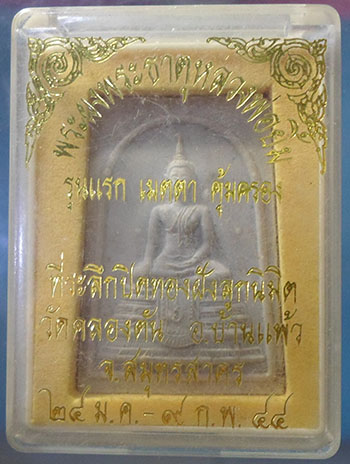 พระผงพระธาตุหลวงพ่อยิ้ม
รุ่นแรก เมตตา คุ้มครอง
ที่ระลึกปิดทองฝังลูกนิมิต
วัดคลองตัน อ.บ้านแพ้ว
จ.สมุทรสาคร
๒๕ ม.ค. - ๙ ก.พ. ๔๔